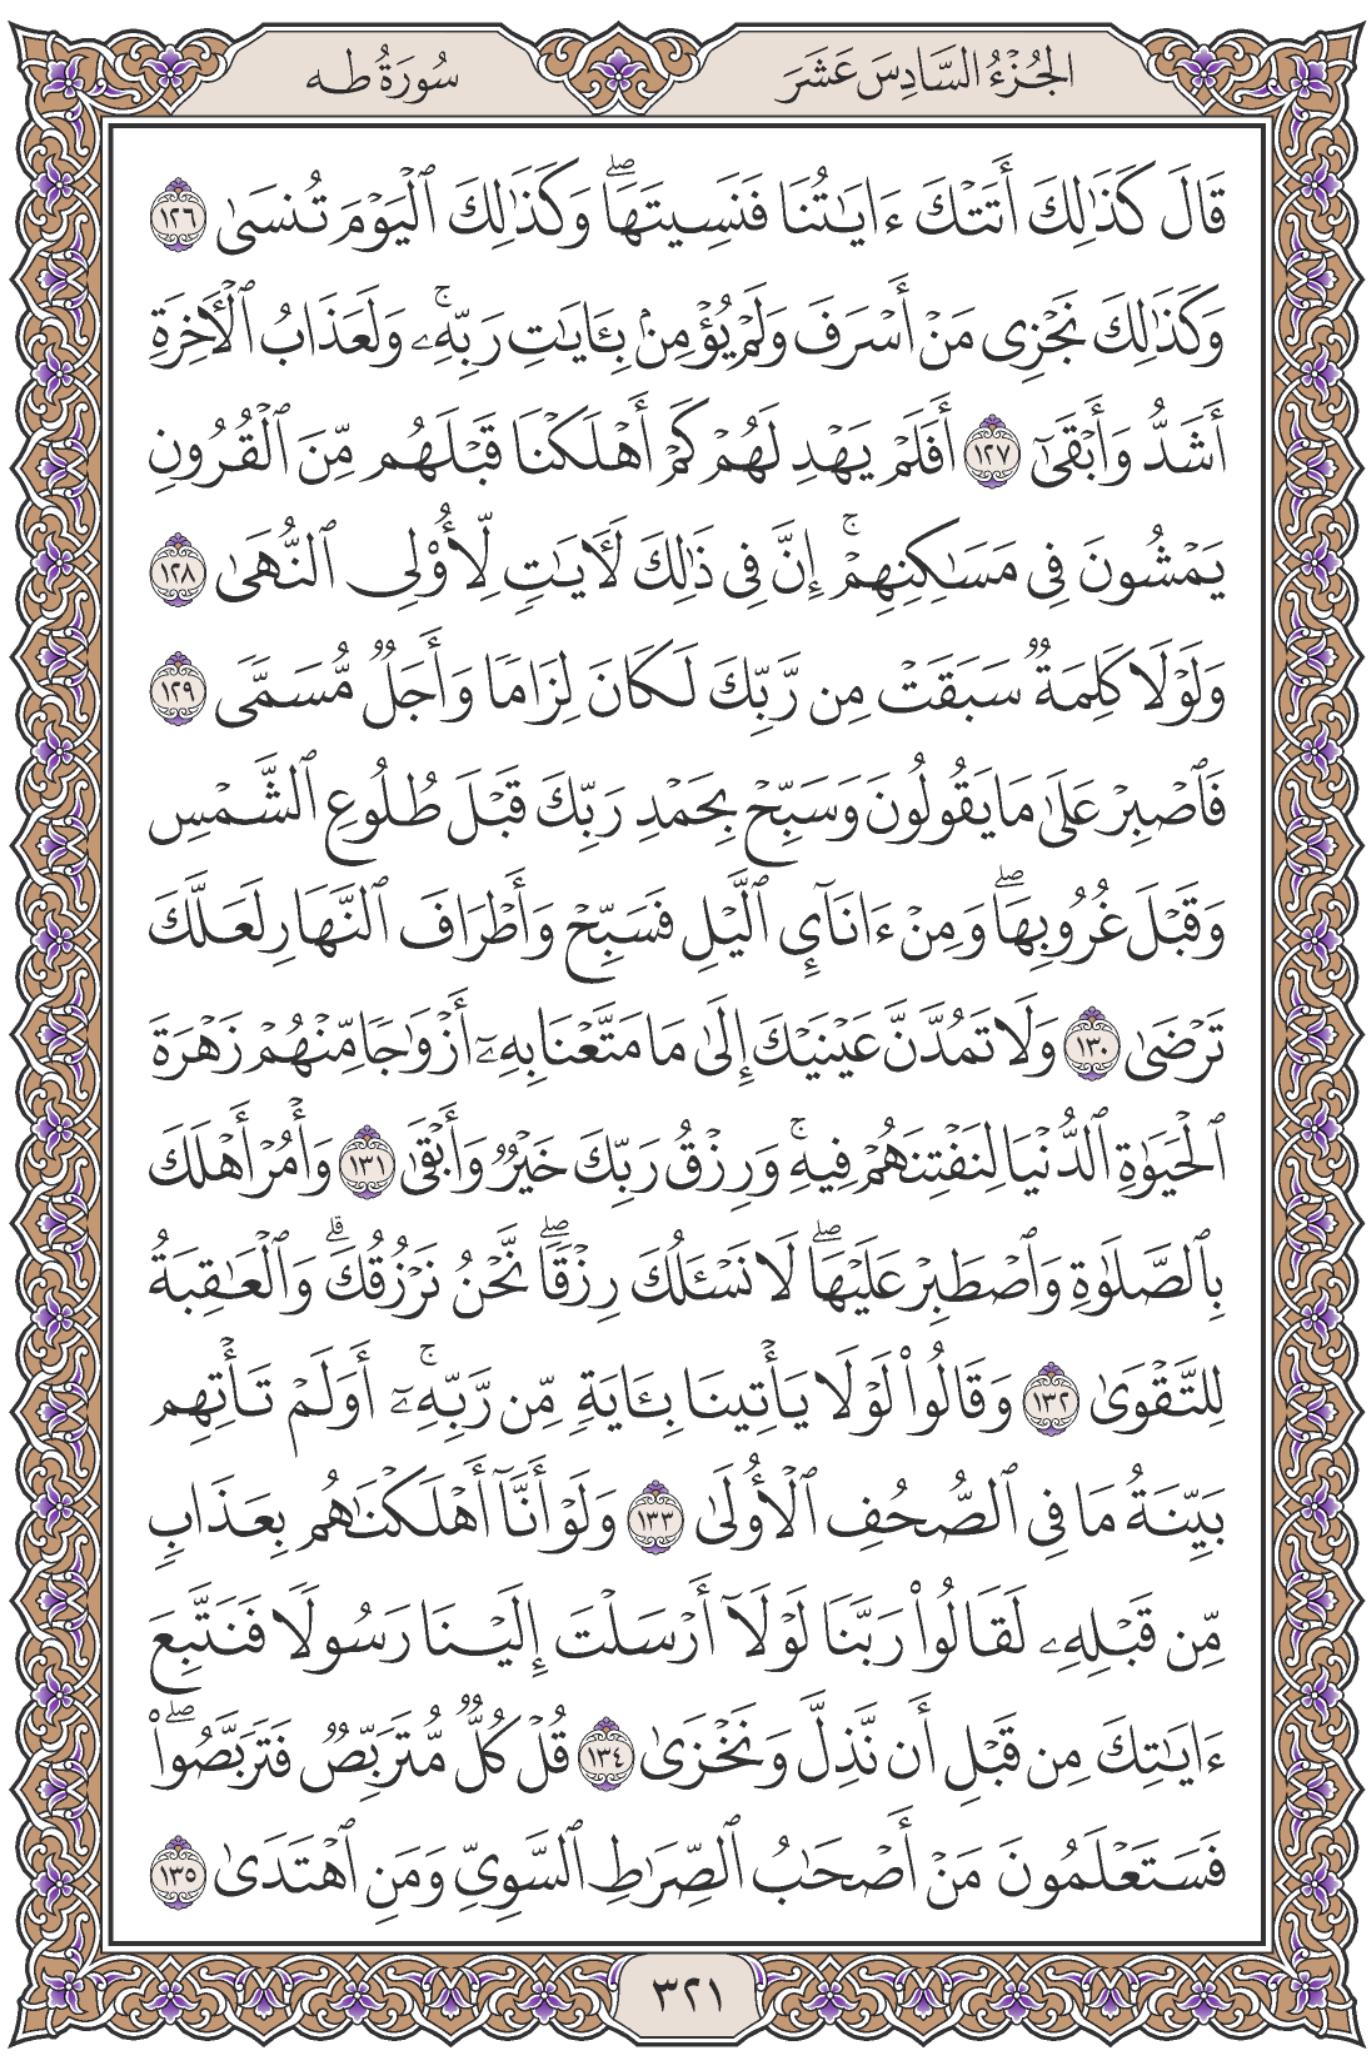 الجُزْءُ السَّادِسَ عَشَرَ
سُورَةُ طه
قَالَ كَذَٰلِكَ أَتَتْكَ ءَايَـٰتُنَا فَنَسِيتَهَا ۖ وَكَذَٰلِكَ ٱلْيَوْمَ تُنسَىٰ ١٢٦
وَكَذَٰلِكَ نَجْزِى مَنْ أَسْرَفَ وَلَمْ يُؤْمِنۢ بِـَٔايَـٰتِ رَبِّهِۦ ۚ وَلَعَذَابُ ٱلْـَٔاخِرَةِ
أَشَدُّ وَأَبْقَىٰٓ ١٢٧ أَفَلَمْ يَهْدِ لَهُمْ كَمْ أَهْلَكْنَا قَبْلَهُم مِّنَ ٱلْقُرُونِ
يَمْشُونَ فِى مَسَـٰكِنِهِمْ ۚ إِنَّ فِى ذَٰلِكَ لَـَٔايَـٰتٍ لِّأُو۟لِى ٱلنُّهَىٰ ١٢٨
وَلَوْلَا كَلِمَةٌ سَبَقَتْ مِن رَّبِّكَ لَكَانَ لِزَامًا وَأَجَلٌ مُّسَمًّى ١٢٩
فَٱصْبِرْ عَلَىٰ مَا يَقُولُونَ وَسَبِّحْ بِحَمْدِ رَبِّكَ قَبْلَ طُلُوعِ ٱلشَّمْسِ
وَقَبْلَ غُرُوبِهَا ۖ وَمِنْ ءَانَآئِ ٱلَّيْلِ فَسَبِّحْ وَأَطْرَافَ ٱلنَّهَارِ لَعَلَّكَ
تَرْضَىٰ ١٣٠ وَلَا تَمُدَّنَّ عَيْنَيْكَ إِلَىٰ مَا مَتَّعْنَا بِهِۦٓ أَزْوَٰجًا مِّنْهُمْ زَهْرَةَ
ٱلْحَيَوٰةِ ٱلدُّنْيَا لِنَفْتِنَهُمْ فِيهِ ۚ وَرِزْقُ رَبِّكَ خَيْرٌ وَأَبْقَىٰ ١٣١ وَأْمُرْ أَهْلَكَ
بِٱلصَّلَوٰةِ وَٱصْطَبِرْ عَلَيْهَا ۖ لَا نَسْـَٔلُكَ رِزْقًا ۖ نَّحْنُ نَرْزُقُكَ ۗ وَٱلْعَـٰقِبَةُ
لِلتَّقْوَىٰ ١٣٢ وَقَالُوا۟ لَوْلَا يَأْتِينَا بِـَٔايَةٍ مِّن رَّبِّهِۦٓ ۚ أَوَلَمْ تَأْتِهِم
بَيِّنَةُ مَا فِى ٱلصُّحُفِ ٱلْأُولَىٰ ١٣٣ وَلَوْ أَنَّآ أَهْلَكْنَـٰهُم بِعَذَابٍ
مِّن قَبْلِهِۦ لَقَالُوا۟ رَبَّنَا لَوْلَآ أَرْسَلْتَ إِلَيْنَا رَسُولًا فَنَتَّبِعَ
ءَايَـٰتِكَ مِن قَبْلِ أَن نَّذِلَّ وَنَخْزَىٰ ١٣٤ قُلْ كُلٌّ مُّتَرَبِّصٌ فَتَرَبَّصُوا۟ ۖ
فَسَتَعْلَمُونَ مَنْ أَصْحَـٰبُ ٱلصِّرَٰطِ ٱلسَّوِىِّ وَمَنِ ٱهْتَدَىٰ ١٣٥
٣٢١